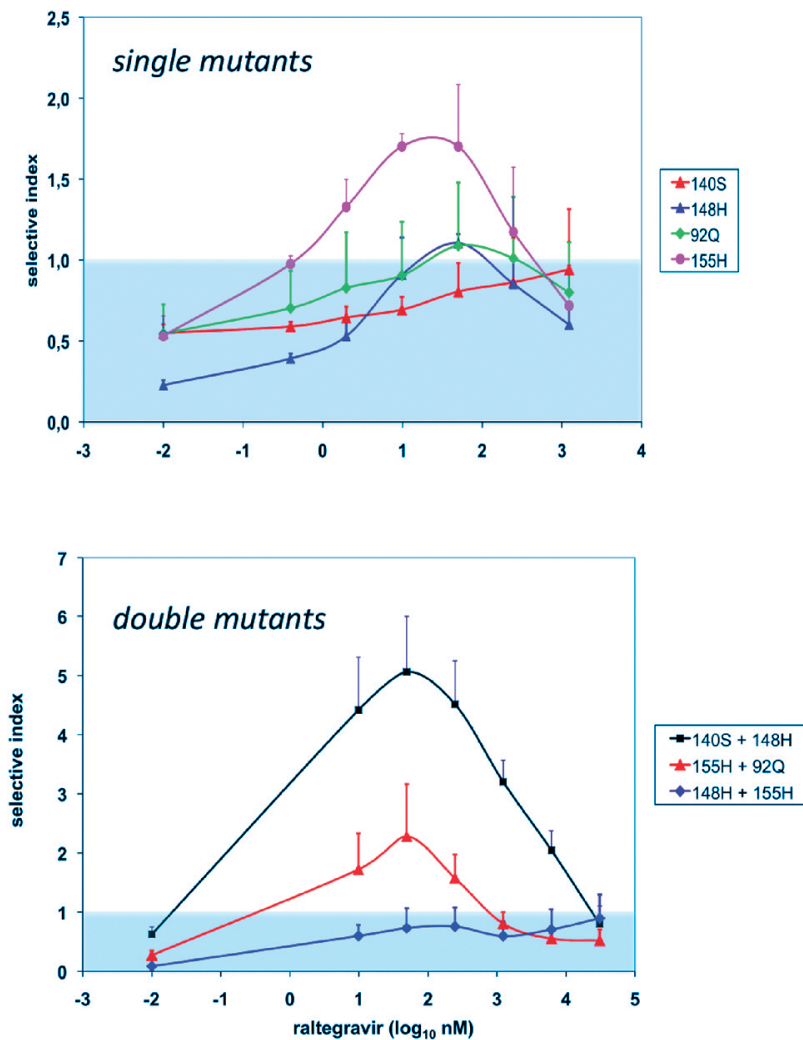 single mutants
2,5
2,0
1,5
1,0
0,5
0,0
selective index
-3
-2
-1
0
1
2
3
4
140S
148H
92Q
155H
double mutants
7
6
5
4
3
2
1
0
selective index
-3
-2
-1
0
1
2
3
4
5
raltegravir (log10 nM)
140S + 148H
155H + 92Q
148H + 155H